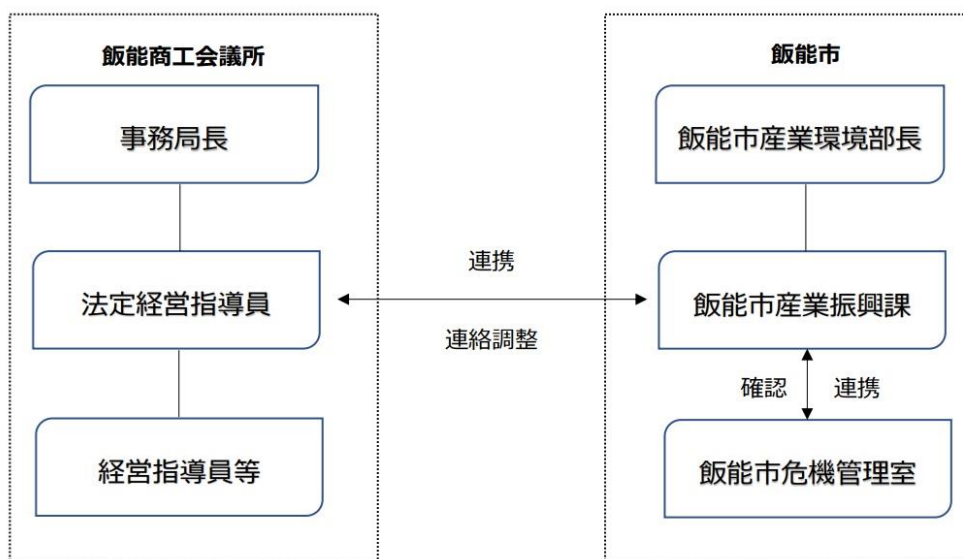 飯能商工会議所
事務局長
法定経営指導員
経営指導員等
連携
連絡調整
飯能市
飯能市産業環境部長
飯能市産業振興課
確認 連携
飯能市危機管理室